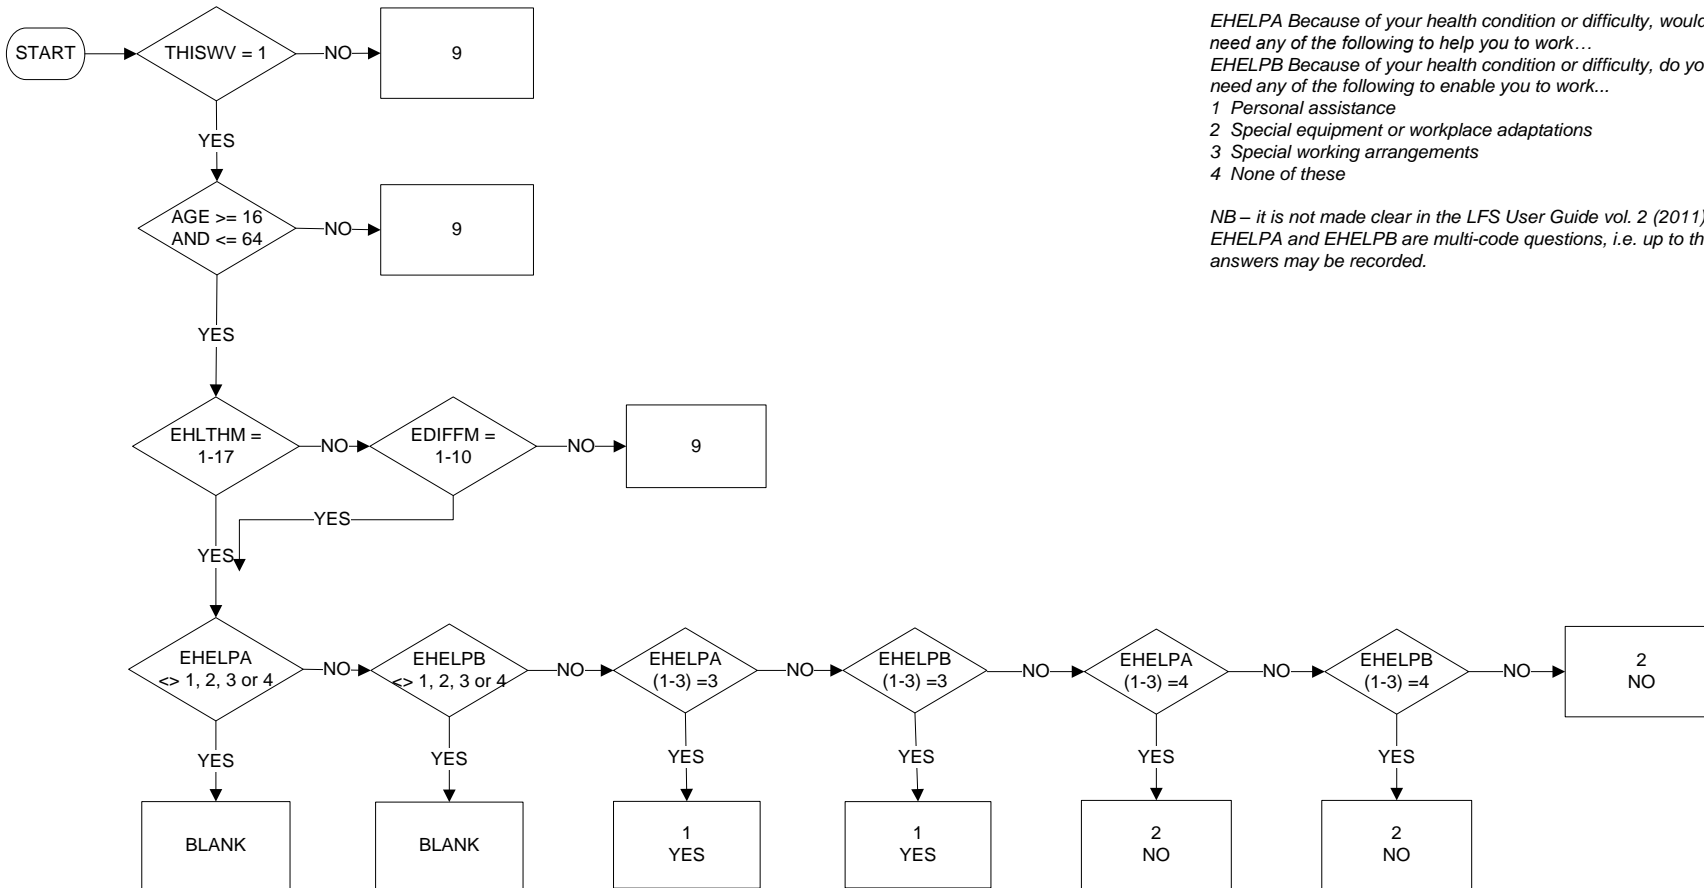 START
THISWV = 1
NO
9
YES
AGE >= 16
AND <= 64
NO
9
YES
EHLTHM =
1-17
NO
EDIFFM =
1-10
NO
9
YES
YES
EHELPA
<> 1, 2, 3 or 4
NO
EHELPB
<> 1, 2, 3 or 4
NO
EHELPA
(1-3) =3
NO
EHELPB
(1-3) =3
NO
EHELPA
(1-3) =4
NO
EHELPB
(1-3) =4
NO
2
NO
YES
YES
YES
YES
YES
YES
BLANK
BLANK
1
YES
1
YES
2
NO
2
NO
EHELPA Because of your health condition or difficulty, would
need any of the following to help you to work…
EHELPB Because of your health condition or difficulty, do yo
need any of the following to enable you to work...
1 Personal assistance
2 Special equipment or workplace adaptations
3 Special working arrangements
4 None of these
NB – it is not made clear in the LFS User Guide vol. 2 (2011)
EHELPA and EHELPB are multi-code questions, i.e. up to th
answers may be recorded.